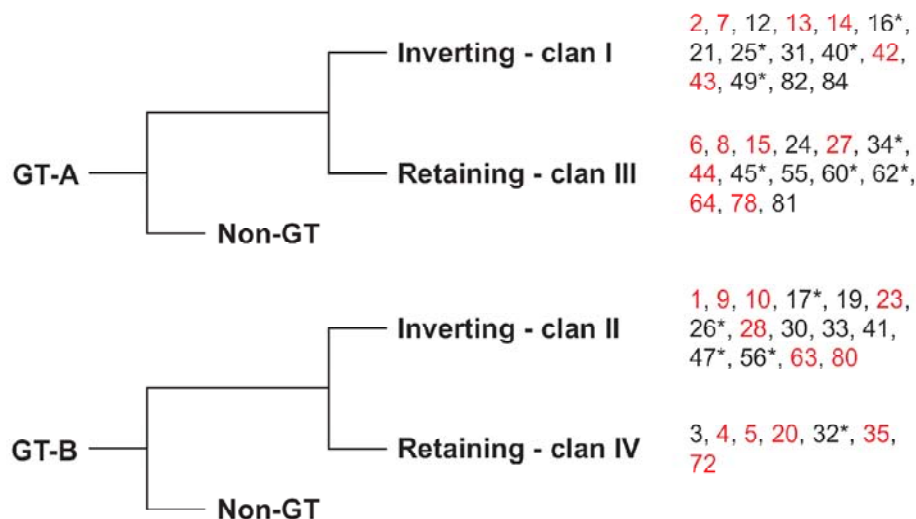 Inverting - clan I
2, 7, 12, 13, 14, 16*,
21, 25*, 31, 40*, 42,
43, 49*, 82, 84
GT-A
Retaining - clan III
6, 8, 15, 24, 27, 34*,
44, 45*, 55, 60*, 62*,
64, 78, 81
Non-GT
Inverting - clan II
1, 9, 10, 17*, 19, 23,
26*, 28, 30, 33, 41,
47*, 56*, 63, 80
GT-B
Retaining - clan IV
3, 4, 5, 20, 32*, 35,
72
Non-GT